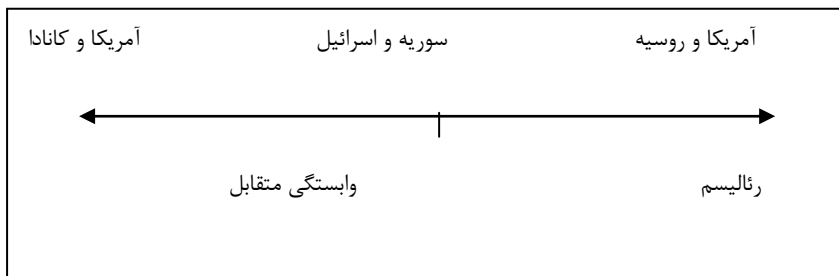 آمریکا و روسیه سوریه و اسرائیل آمریکا و کانادا
رئالیسم وابستگی متقابل